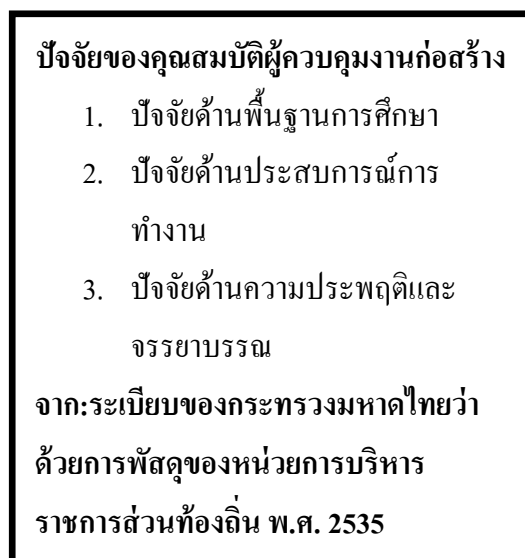 ปัจจัยของคุณสมบัติผู้ควบคุมงานก่อสร้าง
1. ปัจจัยด้านพื้นฐานการศึกษา
2. ปัจจัยด้านประสบการณ์การ
ทำงาน
3. ปัจจัยด้านความประพฤติและ
จรรยาบรรณ
จาก:ระเบียบของกระทรวงมหาดไทยว่า
ด้วยการพัสดุของหน่วยการบริหาร
ราชการส่วนท้องถิ่น พ.ศ. 2535